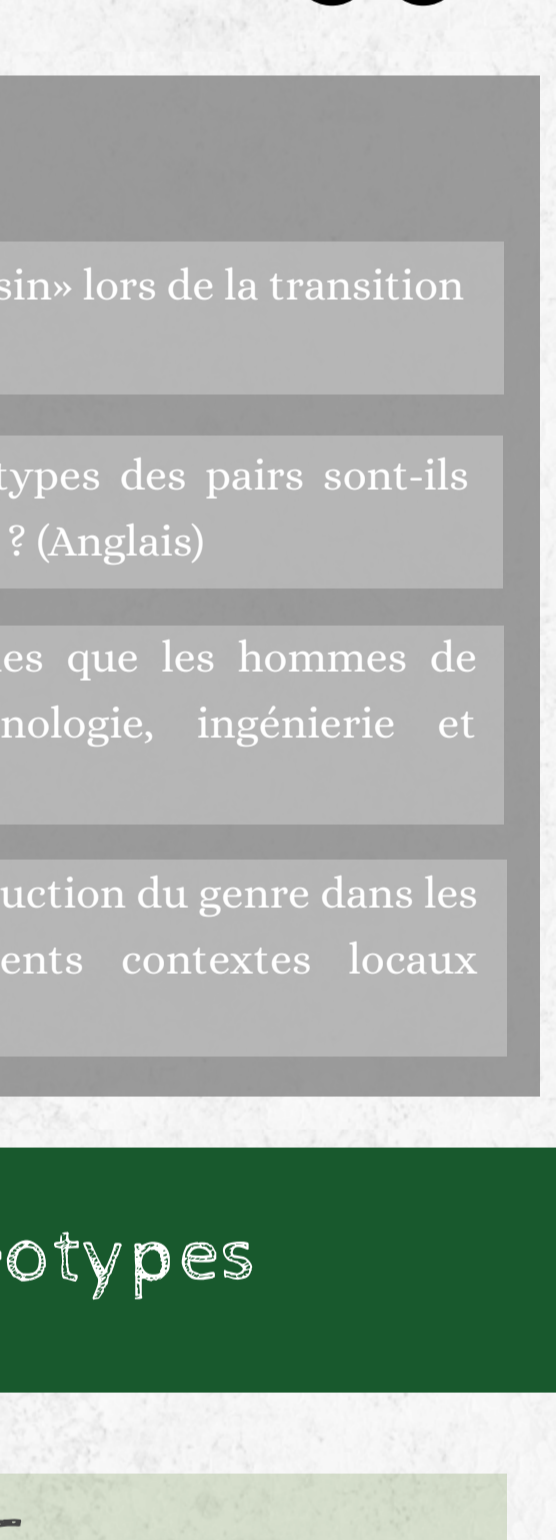 sin» lors de la transition
types des pairs sont-ils
? (Anglais)
es que les hommes de
nologie, ingénierie et
uction du genre dans les
ents contextes locaux
otypes